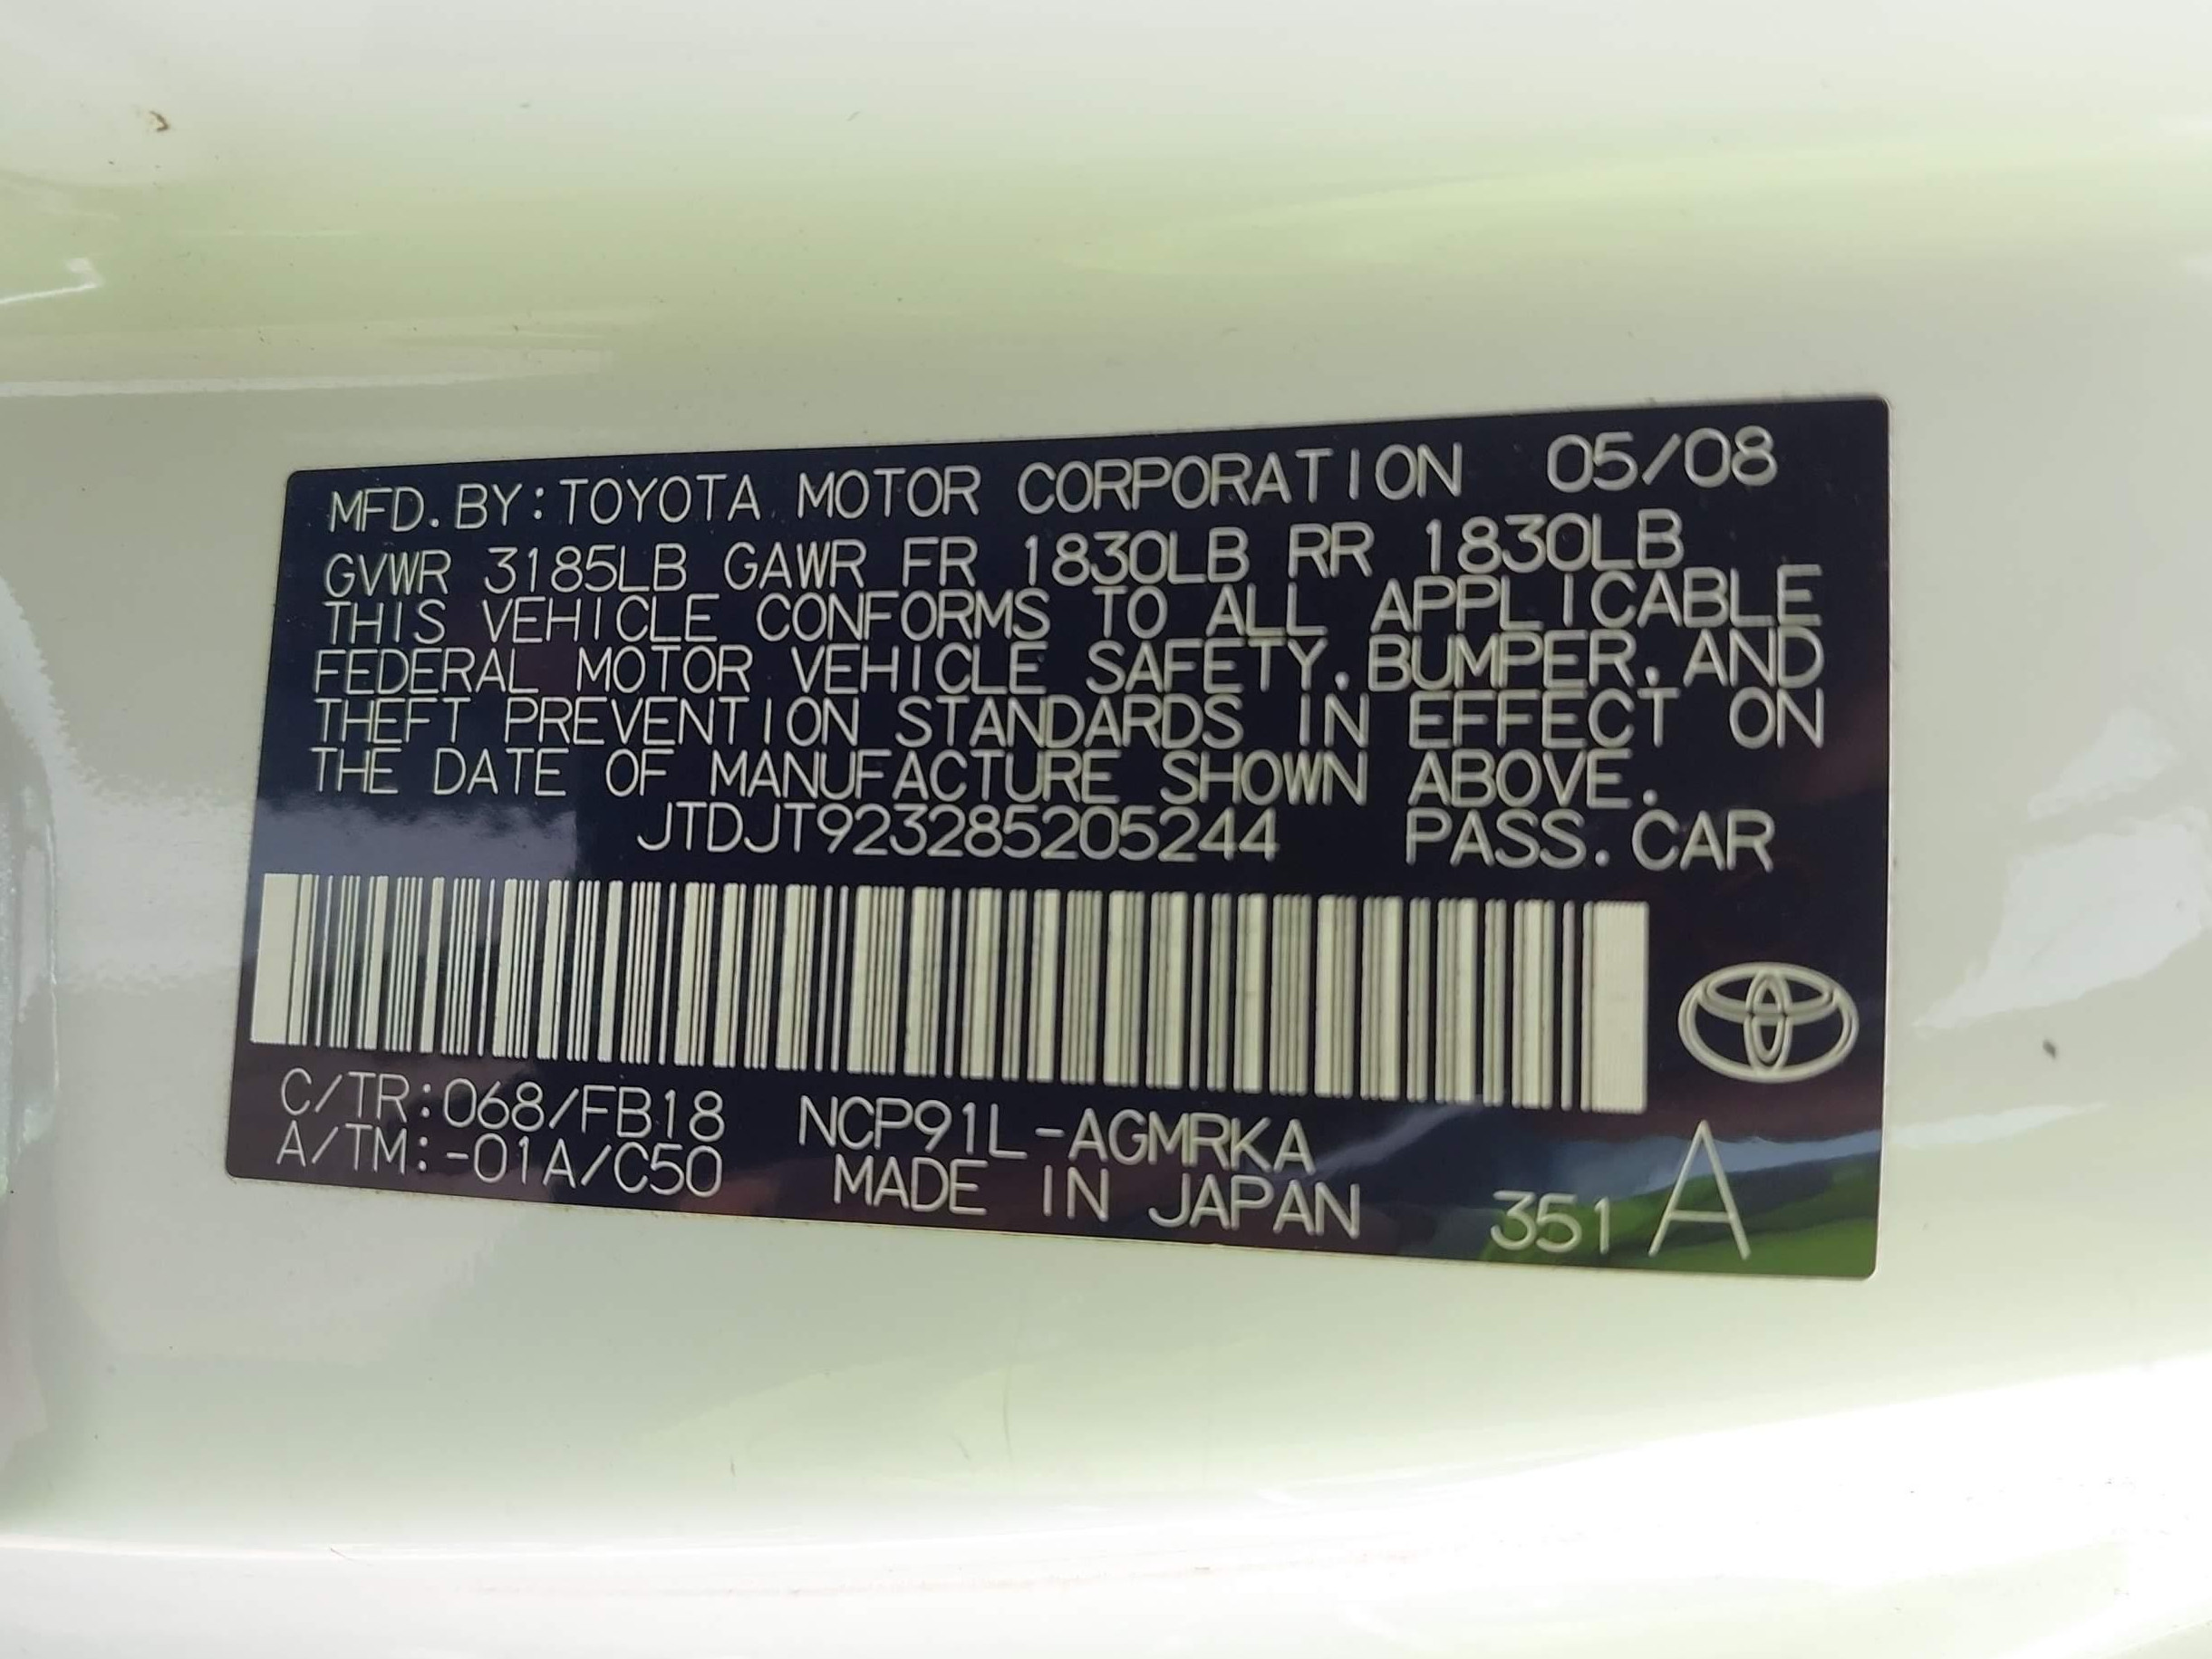 MFD. BY: TOYOTA MOTOR CORPORATION 05/08
GVWR 3185LB GAWR FR 1830LB RR 1830LB
THIS VEHICLE CONFORMS TO ALL APPLICABLE
FEDERAL MOTOR VEHICLE SAFETY, BUMPER, AND
THEFT PREVENTION STANDARDS IN EFFECT ON
THE DATE OF MANUFACTURE SHOWN ABOVE.
JTDJT923285205244 PASS. CAR
C/TR:068/FB18 NCP91L-AGMRKA
A/TM:-01A/C50 MADE IN JAPAN 351 A